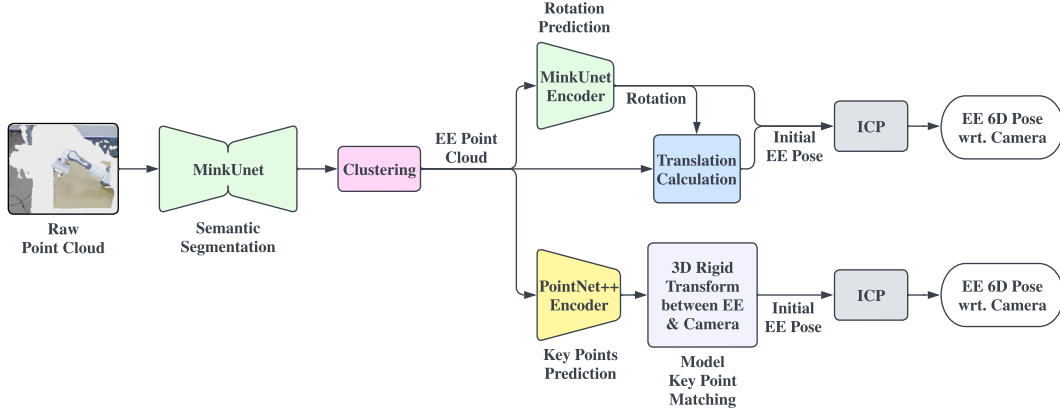 Raw
Point Cloud
MinkUnet
Semantic
Segmentation
Clustering
EE Point
Cloud
Rotation
Prediction
MinkUnet
Encoder
Rotation
Translation
Calculation
Initial
EE Pose
ICP
EE 6D Pose
wrt. Camera
PointNet++
Encoder
Key Points
Prediction
3D Rigid
Transform
between EE
& Camera
Model
Key Point
Matching
Initial
EE Pose
ICP
EE 6D Pose
wrt. Camera